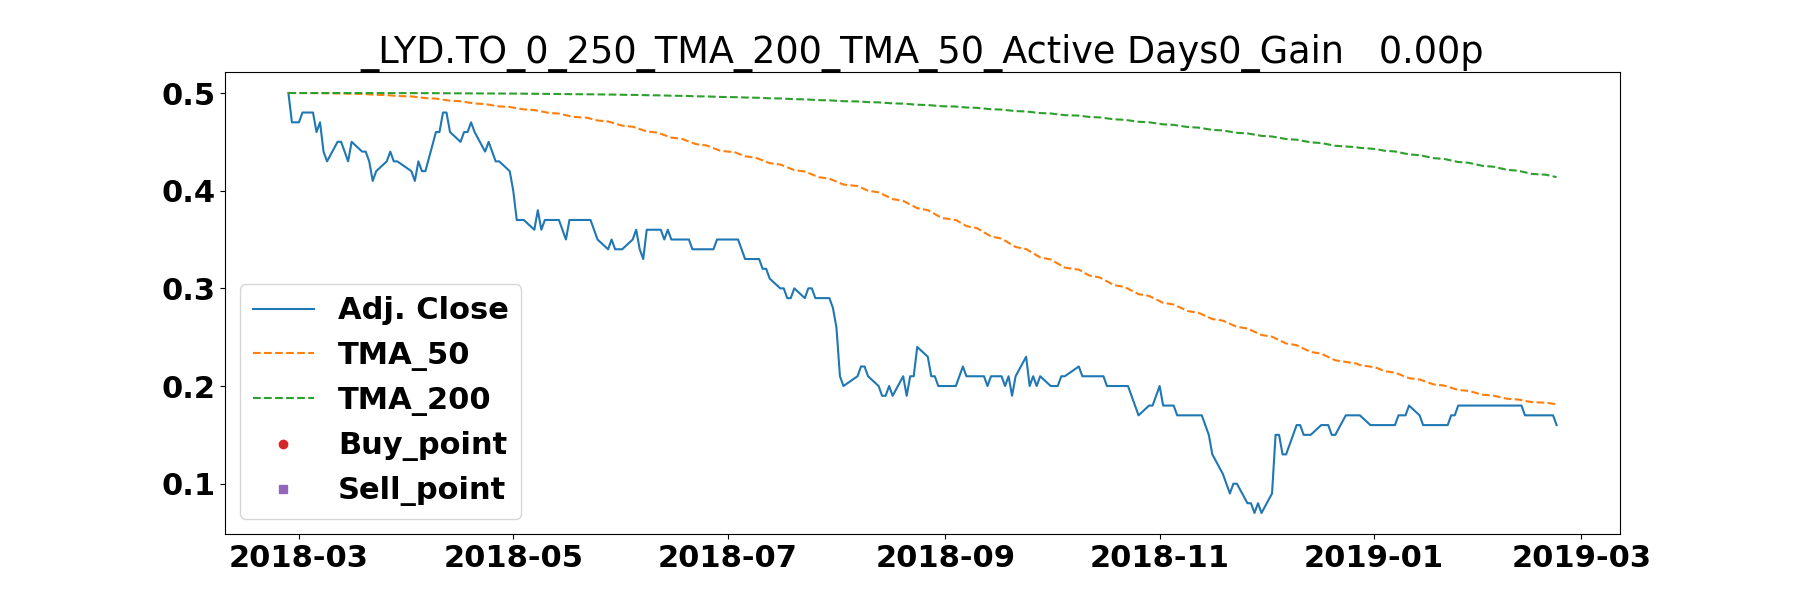 _LYD.TO_0_250_TMA_200_TMA_50_Active Days0_Gain   0.00p
0.5
0.4
0.3
0.2
0.1
Adj. Close
TMA_50
TMA_200
Buy_point
Sell_point
2018-03 2018-05 2018-07 2018-09 2018-11 2019-01 2019-03